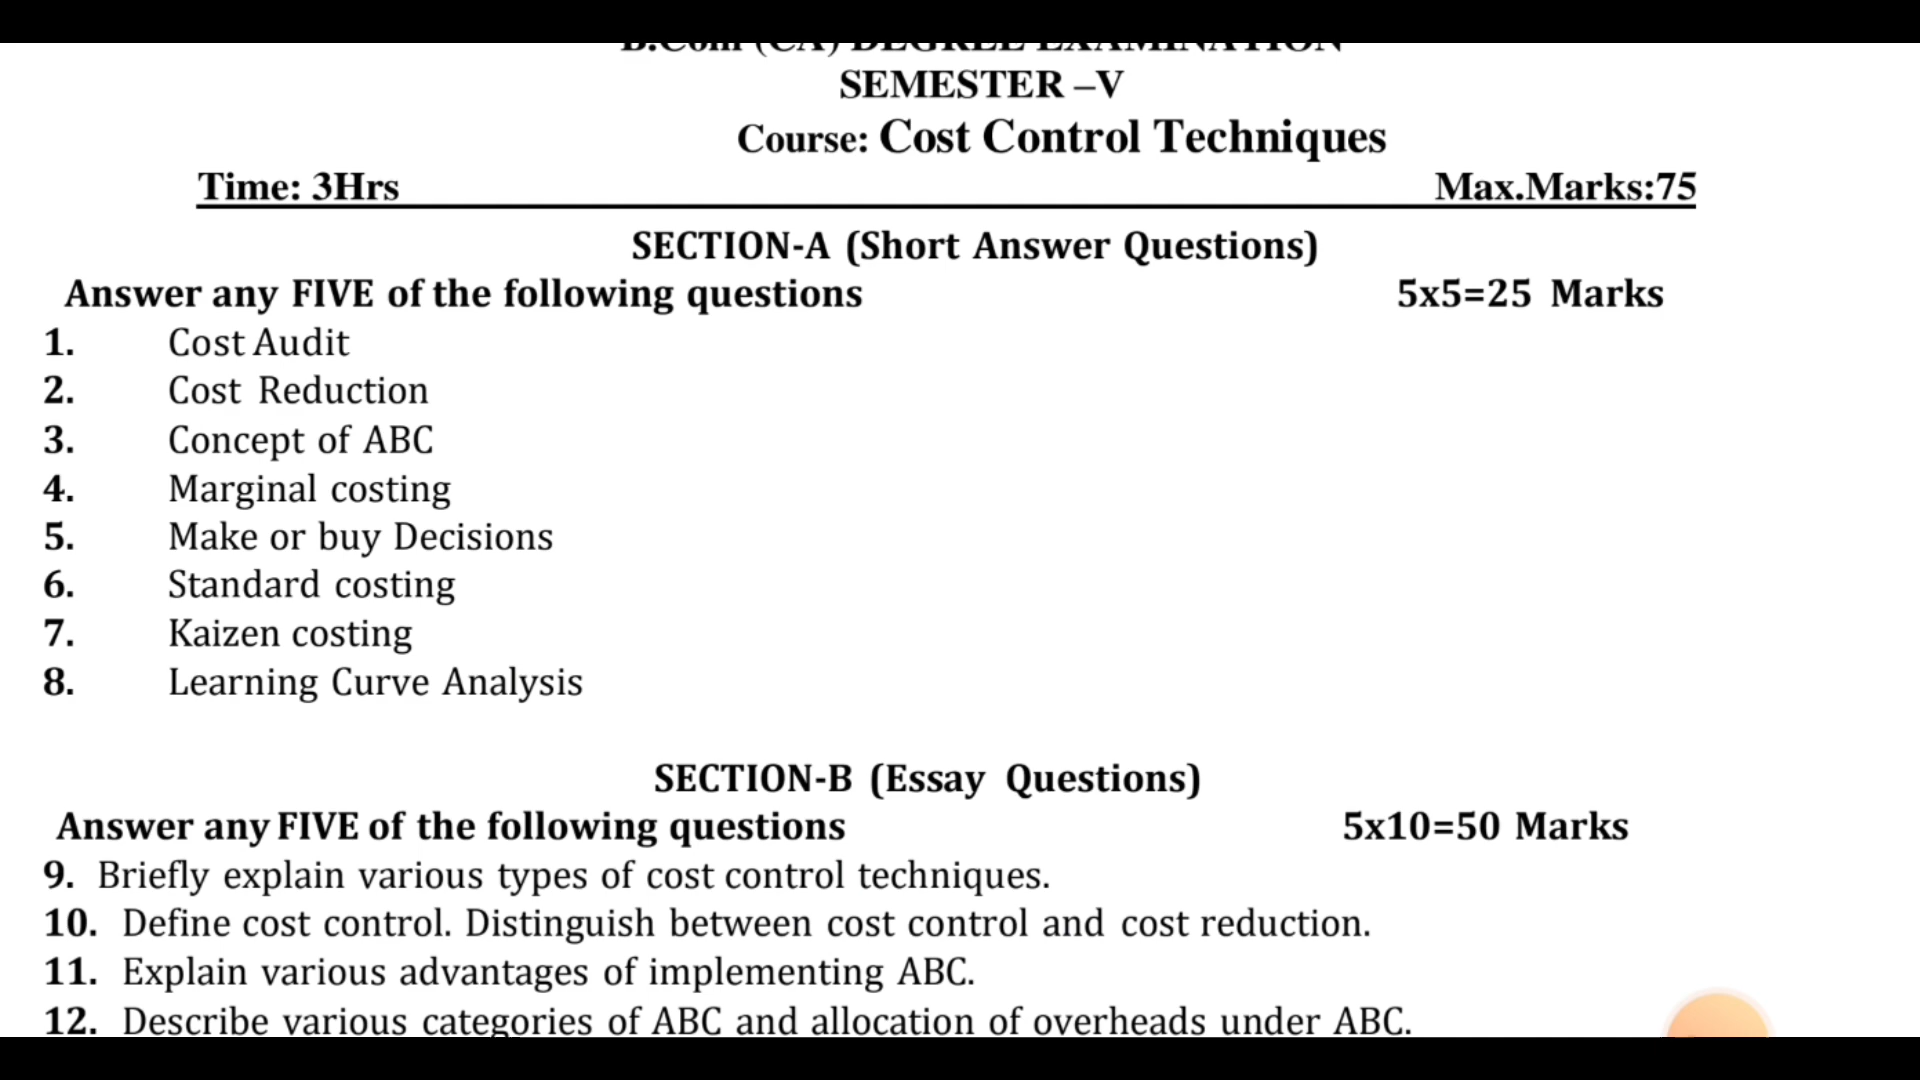 B.Com (CA) DEGREE EXAMINATION
SEMESTER –V
Course: Cost Control Techniques
Time: 3Hrs Max.Marks:75
SECTION-A (Short Answer Questions)
Answer any FIVE of the following questions 5x5=25 Marks
1. Cost Audit
2. Cost Reduction
3. Concept of ABC
4. Marginal costing
5. Make or buy Decisions
6. Standard costing
7. Kaizen costing
8. Learning Curve Analysis
SECTION-B (Essay Questions)
Answer any FIVE of the following questions 5x10=50 Marks
9. Briefly explain various types of cost control techniques.
10. Define cost control. Distinguish between cost control and cost reduction.
11. Explain various advantages of implementing ABC.
12. Describe various categories of ABC and allocation of overheads under ABC.